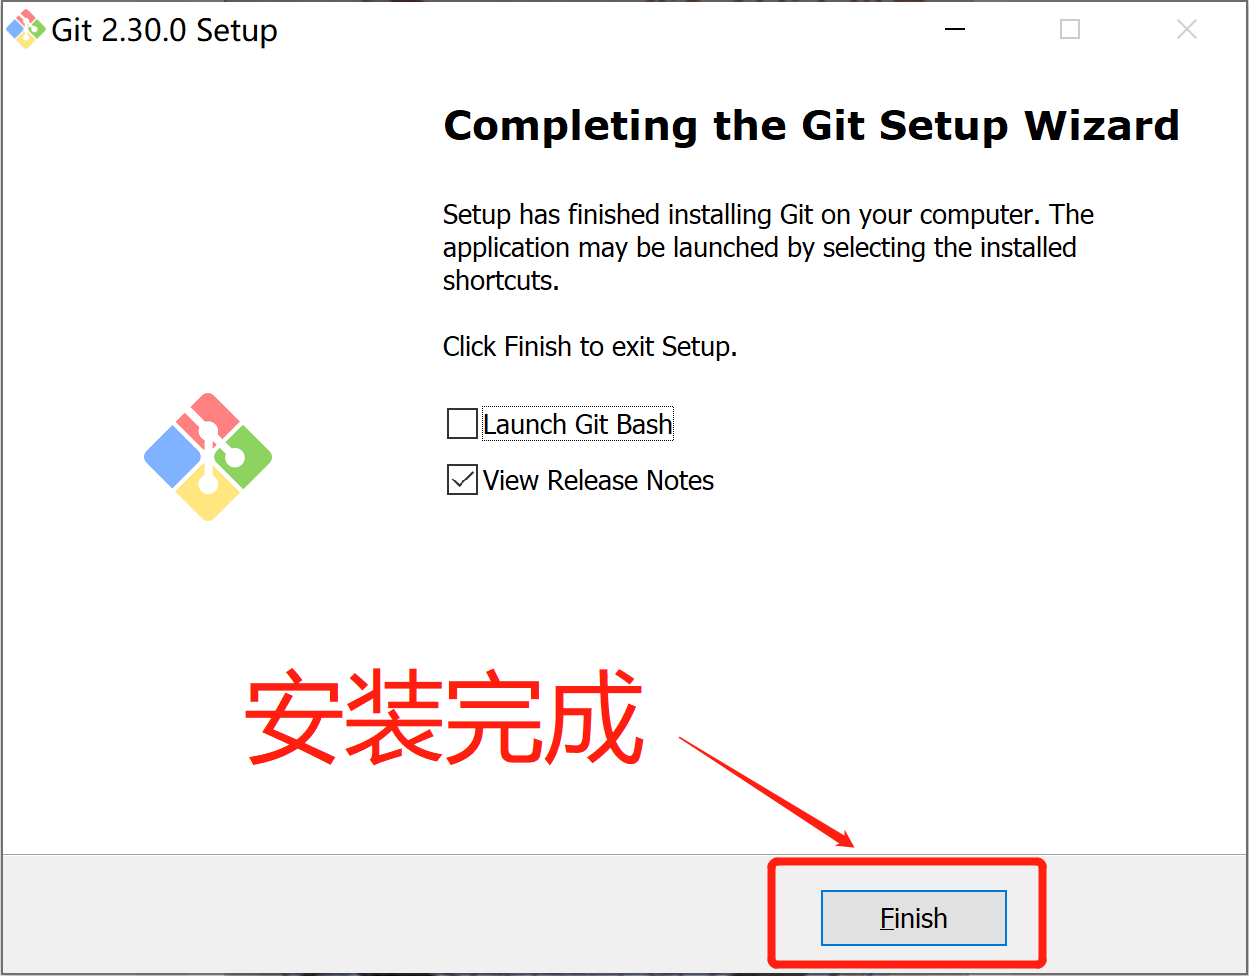 Git 2.30.0 Setup
Completing the Git Setup Wizard
Setup has finished installing Git on your computer. The
application may be launched by selecting the installed
shortcuts.
Click Finish to exit Setup.
Launch Git Bash
View Release Notes
安装完成
Finish